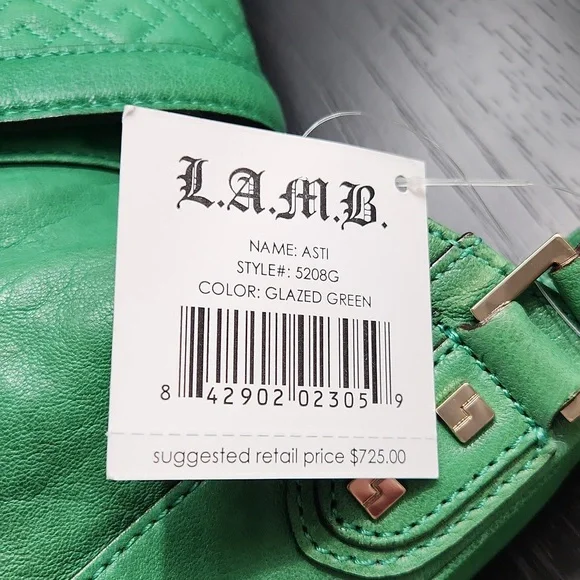 L.A.M.B.
NAME: ASTI
STYLE#: 5208G
COLOR: GLAZED GREEN
8 42902 02305 9
suggested retail price $725.00